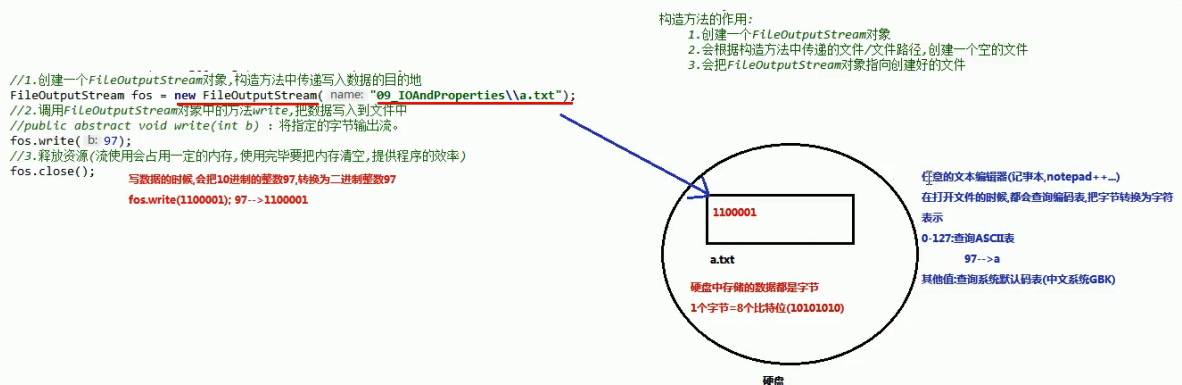 构造方法的作用:
1.创建一个FileOutputStream对象
2.会根据构造方法中传递的文件/文件路径,创建一个空的文件
3.会把FileOutputStream对象指向创建好的文件
//1.创建一个FileOutputStream对象,构造方法中传递写入数据的目的地
FileOutputStream fos = new FileOutputStream( name: "09_IOAndProperties\\a.txt");
//2.调用FileOutputStream对象中的方法write,把数据写入到文件中
//public abstract void write(int b) : 将指定的字节输出流。
fos.write( b: 97);
//3.释放资源(流使用会占用一定的内存,使用完毕要把内存清空,提供程序的效率)
fos.close();
写数据的时候,会把10进制的整数97,转换为二进制整数97
fos.write(1100001); 97-->1100001
1100001
a.txt
硬盘中存储的数据都是字节
1个字节=8个比特位(10101010)
硬盘
任意的文本编辑器(记事本,notepad++...)
在打开文件的时候,都会查询编码表,把字节转换为字符
表示
0-127:查询ASCII表
97-->a
其他值:查询系统默认码表(中文系统GBK)